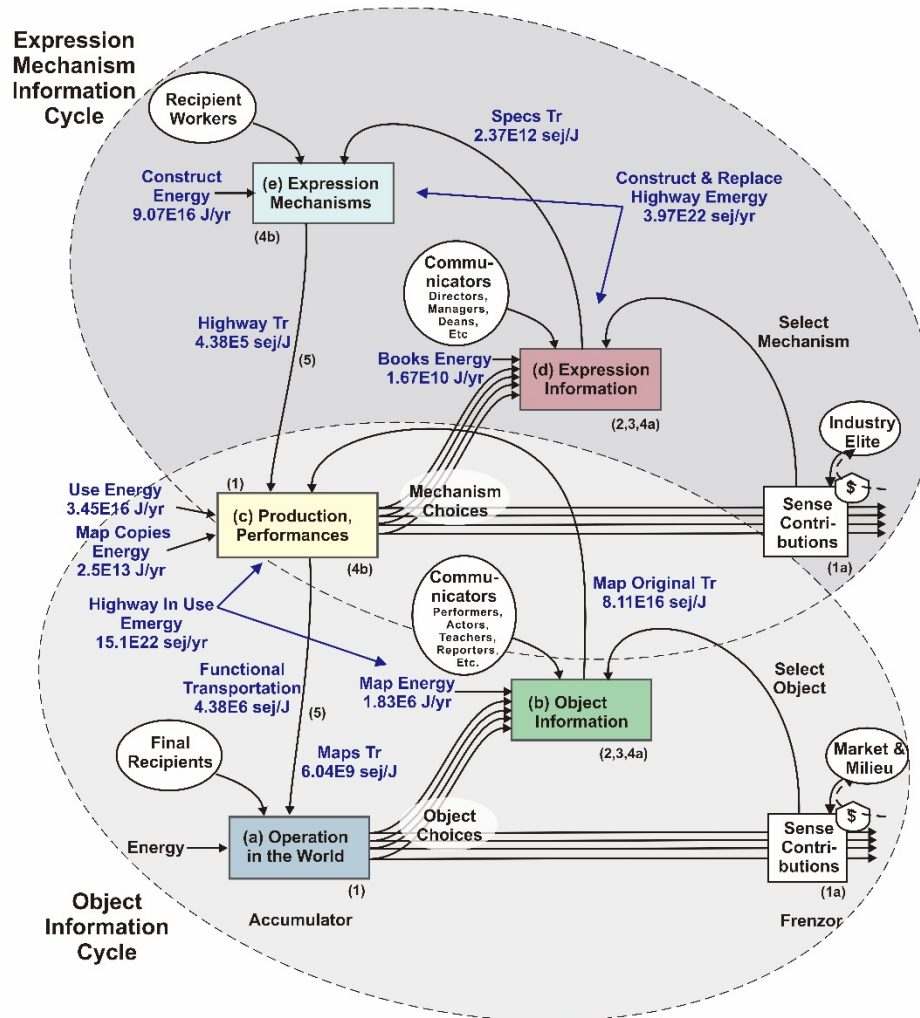 Expression
Mechanism
Information
Cycle
Recipient
Workers
Specs Tr
2.37E12 sej/J
Construct
Energy
9.07E16 J/yr
(e) Expression
Mechanisms
(4b)
Construct & Replace
Highway Emergy
3.97E22 sej/yr
Commu-
nicators
Directors,
Managers,
Deans,
Etc
Highway Tr
4.38E5 sej/J
(5)
Select
Mechanism
Books Energy
1.67E10 J/yr
(d) Expression
Information
(2,3,4a)
Industry
Elite
$
Use Energy
3.45E16 J/yr
Map Copies
Energy
2.5E13 J/yr
(1)
(c) Production,
Performances
(4b)
Mechanism
Choices
Sense
Contri-
butions
(1a)
Highway In Use
Emergy
15.1E22 sej/yr
Commu-
nicators
Performers,
Actors,
Teachers,
Reporters,
Etc.
Map Original Tr
8.11E16 sej/J
Functional
Transportation
4.38E6 sej/J
(5)
Map Energy
1.83E6 J/yr
(b) Object
Information
(2,3,4a)
Select
Object
Final
Recipients
Maps Tr
6.04E9 sej/J
Market &
Milieu
$
Energy
(a) Operation
in the World
(1)
Object
Choices
Sense
Contri-
butions
(1a)
Object
Information
Cycle
Accumulator
Frenzor